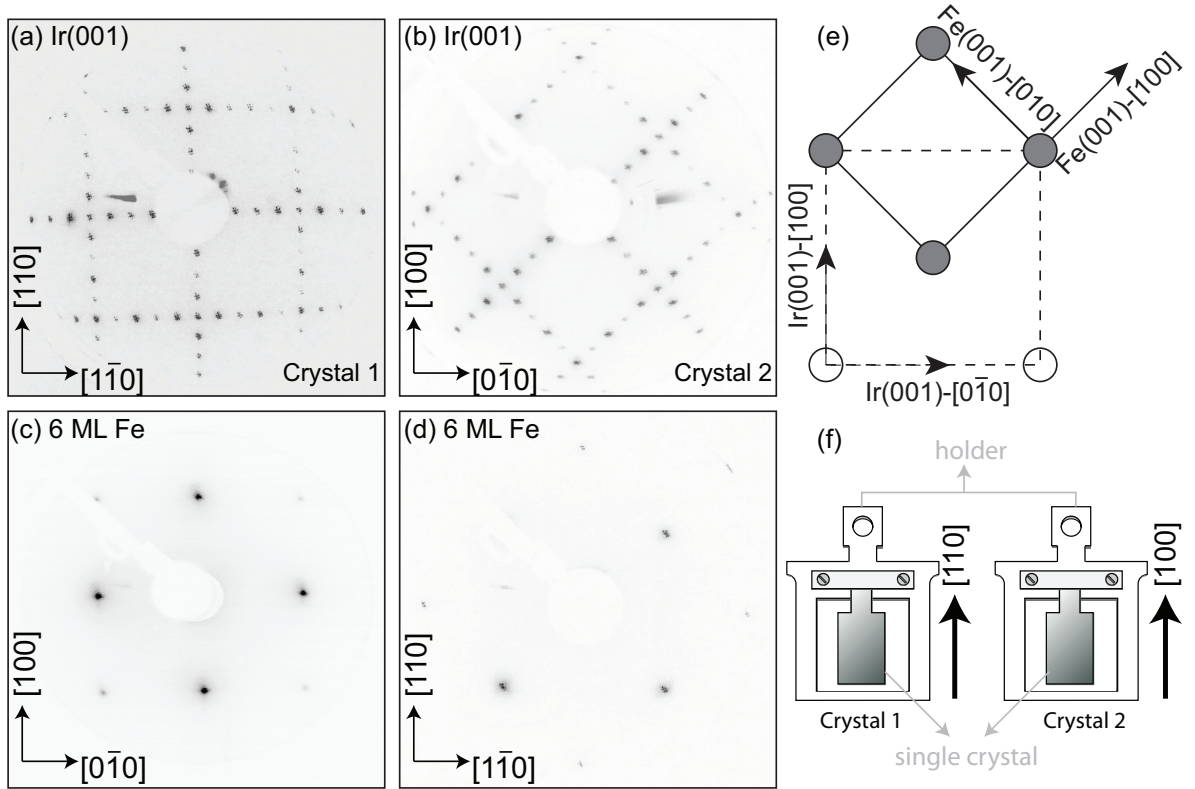 (a) Ir(001)
[110]
[11̅0]
Crystal 1
(b) Ir(001)
[100]
[01̅0]
Crystal 2
(c) 6 ML Fe
[100]
[01̅0]
(d) 6 ML Fe
[110]
[11̅0]
(e)
Fe(001)-[010]
Fe(001)-[100]
Ir(001)-[100]
Ir(001)-[01̅0]
(f)
holder
[110]
[100]
Crystal 1
Crystal 2
single crystal